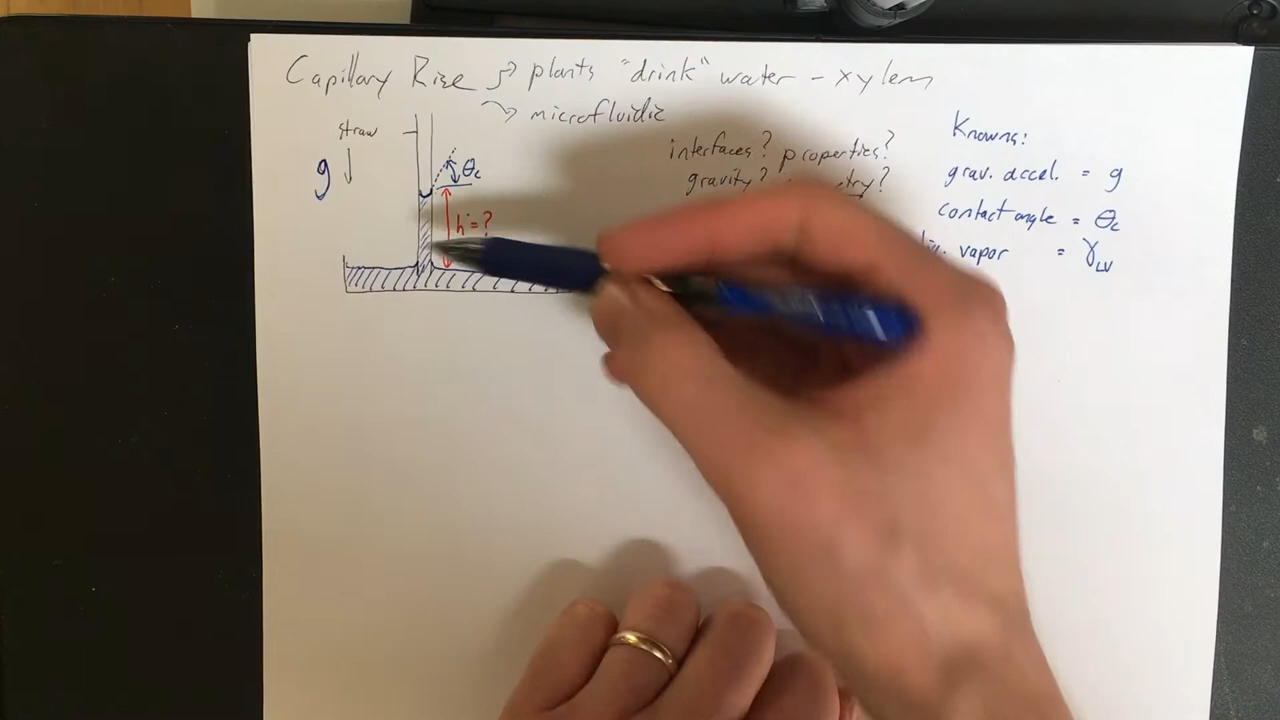 Capillary Rise → plants "drink" water - xylem
→ microfluidic
straw
g ↓
θc
h = ?
interfaces? properties?
gravity?
Knowns:
grav. accel. = g
contact angle = θc
vapor = γLV